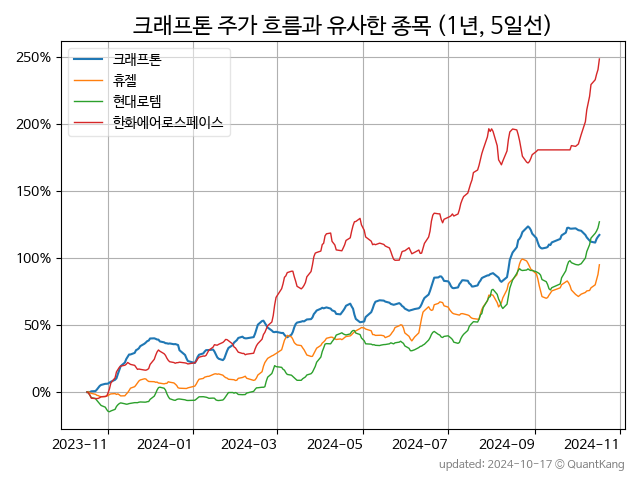 크래프톤 주가 흐름과 유사한 종목 (1년, 5일선)
크래프톤
휴젤
현대로템
한화에어로스페이스
250%
200%
150%
100%
50%
0%
2023-11 2024-01 2024-03 2024-05 2024-07 2024-09 2024-11
updated: 2024-10-17 © QuantKang